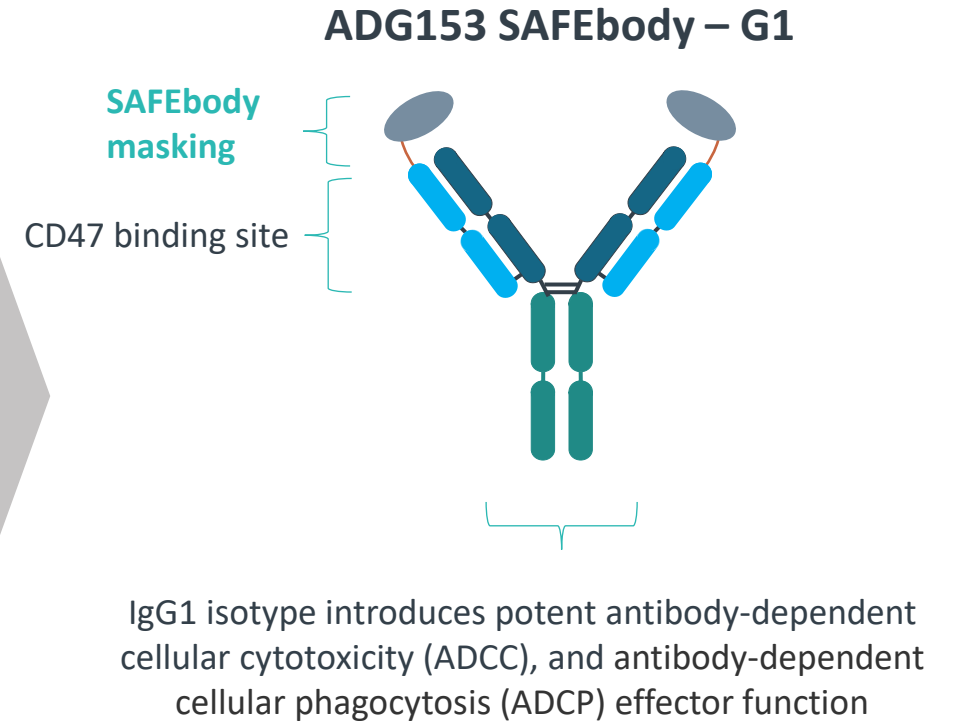 ADG153 SAFEbody – G1
SAFEbody
masking
CD47 binding site
IgG1 isotype introduces potent antibody-dependent
cellular cytotoxicity (ADCC), and antibody-dependent
cellular phagocytosis (ADCP) effector function